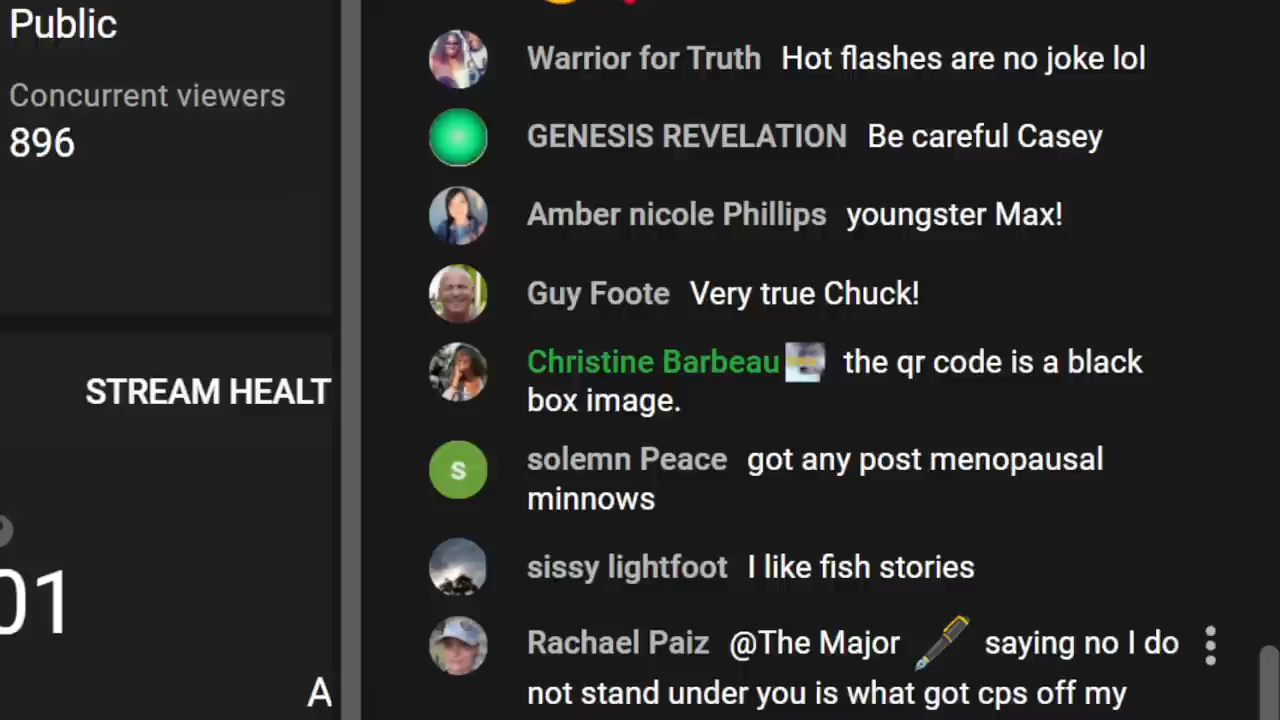 Public
Concurrent viewers
896
STREAM HEALT
01
A
Warrior for Truth Hot flashes are no joke lol
GENESIS REVELATION Be careful Casey
Amber nicole Phillips youngster Max!
Guy Foote Very true Chuck!
Christine Barbeau the qr code is a black
box image.
S
solemn Peace got any post menopausal
minnows
sissy lightfoot I like fish stories
Rachael Paiz @The Major saying no I do
not stand under you is what got cps off my